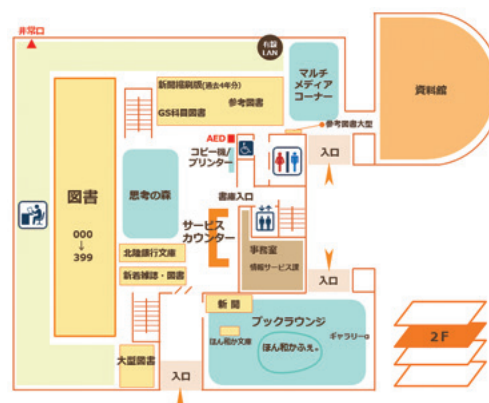 非常口
有線
LAN
新聞縮刷版(過去4年分)
参考図書
GS科目図書
マルチ
メディア
コーナー
資料館
参考図書大型
AED
コピー機/
プリンター
入口
図書
000
↓
399
思考の森
書庫入口
サービス
カウンター
北陸銀行文庫
新着雑誌・図書
事務室
情報サービス課
入口
新聞
ブックラウンジ
ほん和か文庫
ほん和かふぇ。
ギャラリーα
大型図書
入口
2F